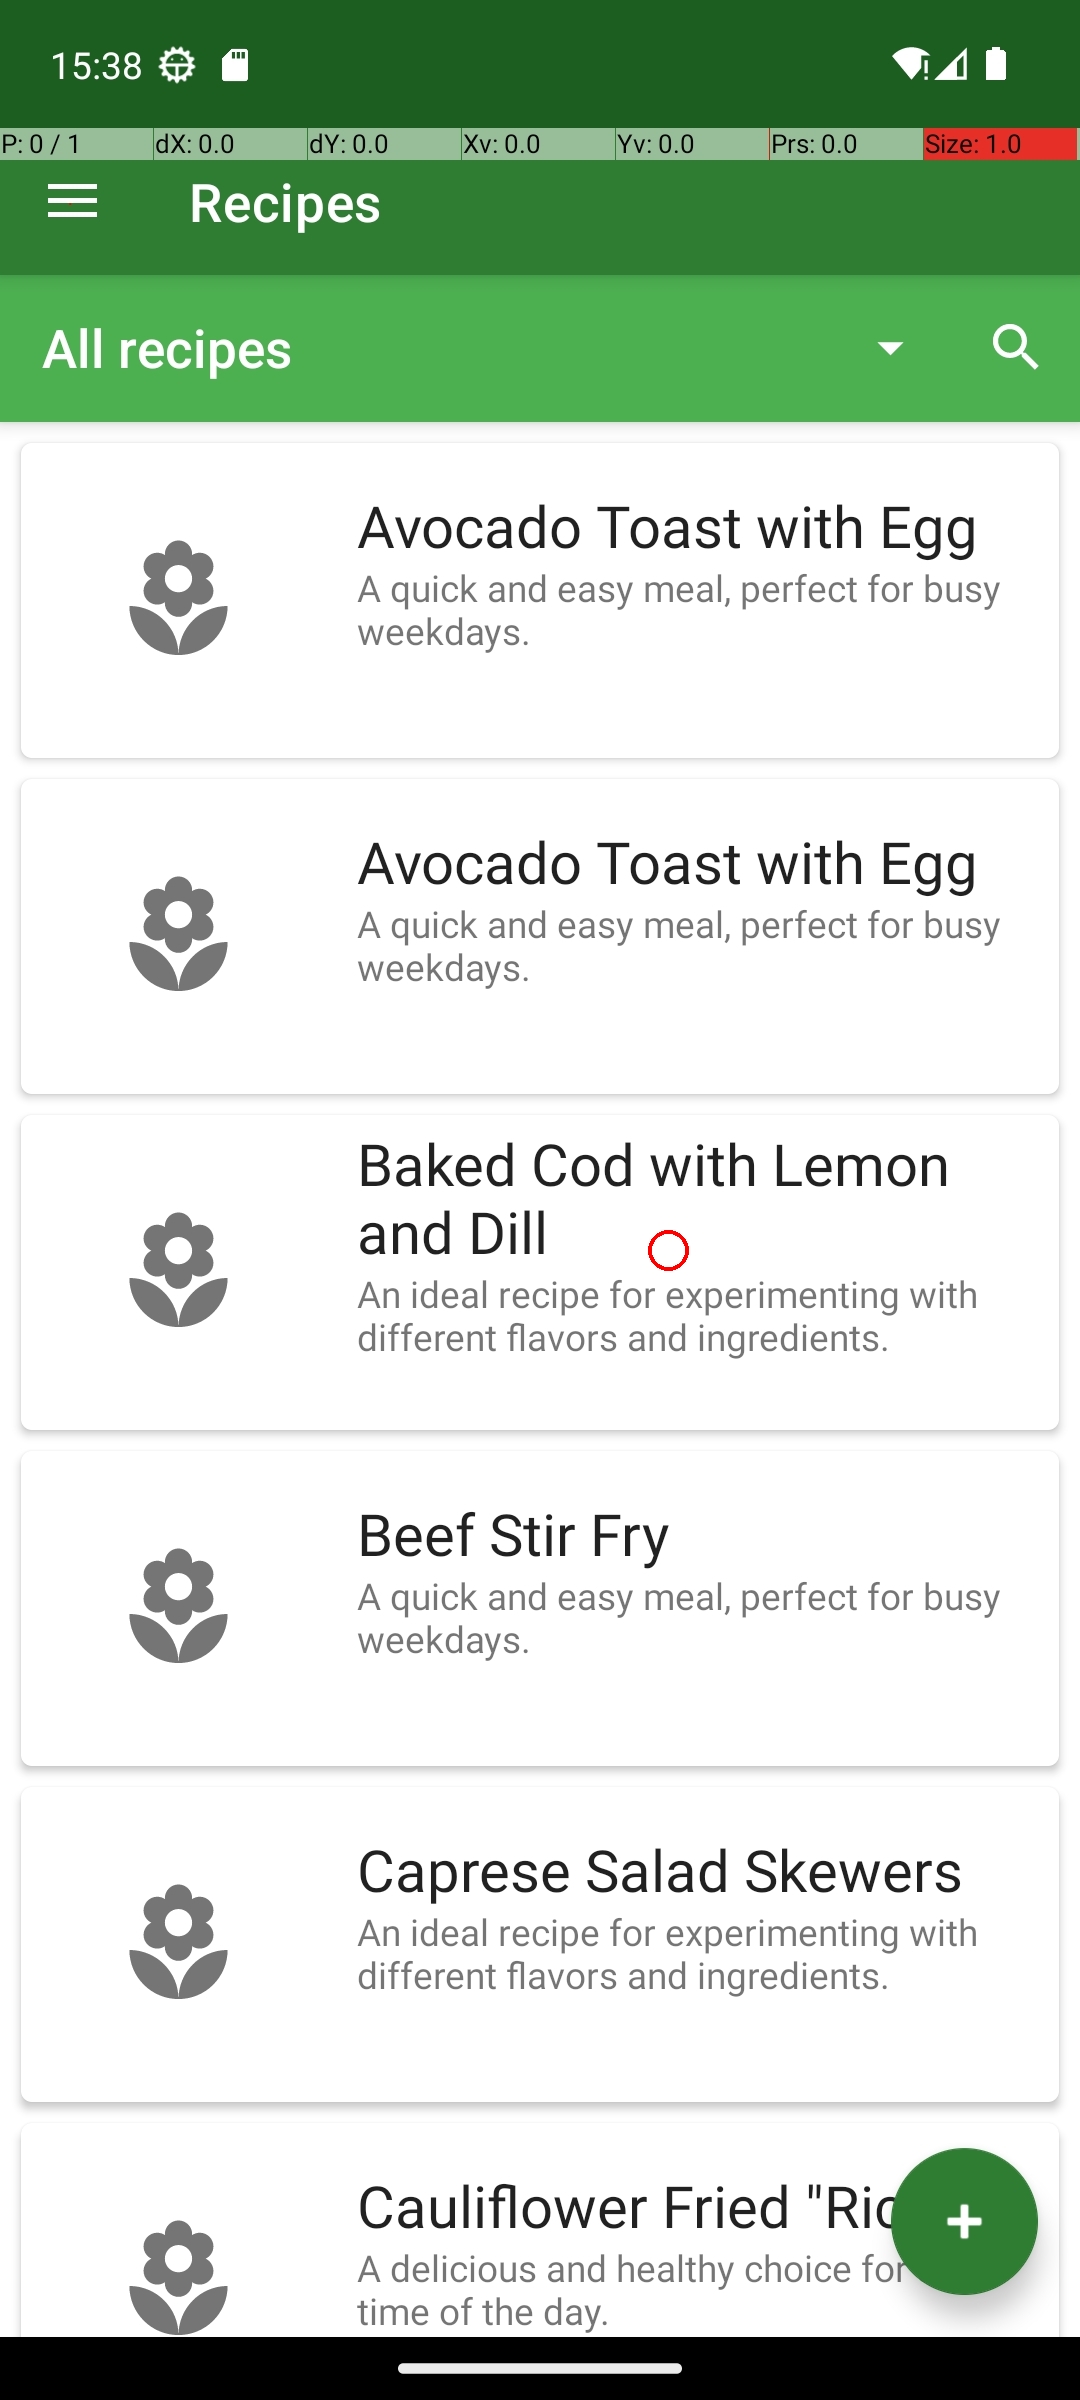 15:38
P: 0 / 1 dX: 0.0 dY: 0.0 Xv: 0.0 Yv: 0.0 Prs: 0.0 Size: 1.0
Recipes
All recipes
Avocado Toast with Egg
A quick and easy meal, perfect for busy
weekdays.
Avocado Toast with Egg
A quick and easy meal, perfect for busy
weekdays.
Baked Cod with Lemon
and Dill
An ideal recipe for experimenting with
different flavors and ingredients.
Beef Stir Fry
A quick and easy meal, perfect for busy
weekdays.
Caprese Salad Skewers
An ideal recipe for experimenting with
different flavors and ingredients.
Cauliflower Fried "Ric
A delicious and healthy choice for
time of the day.